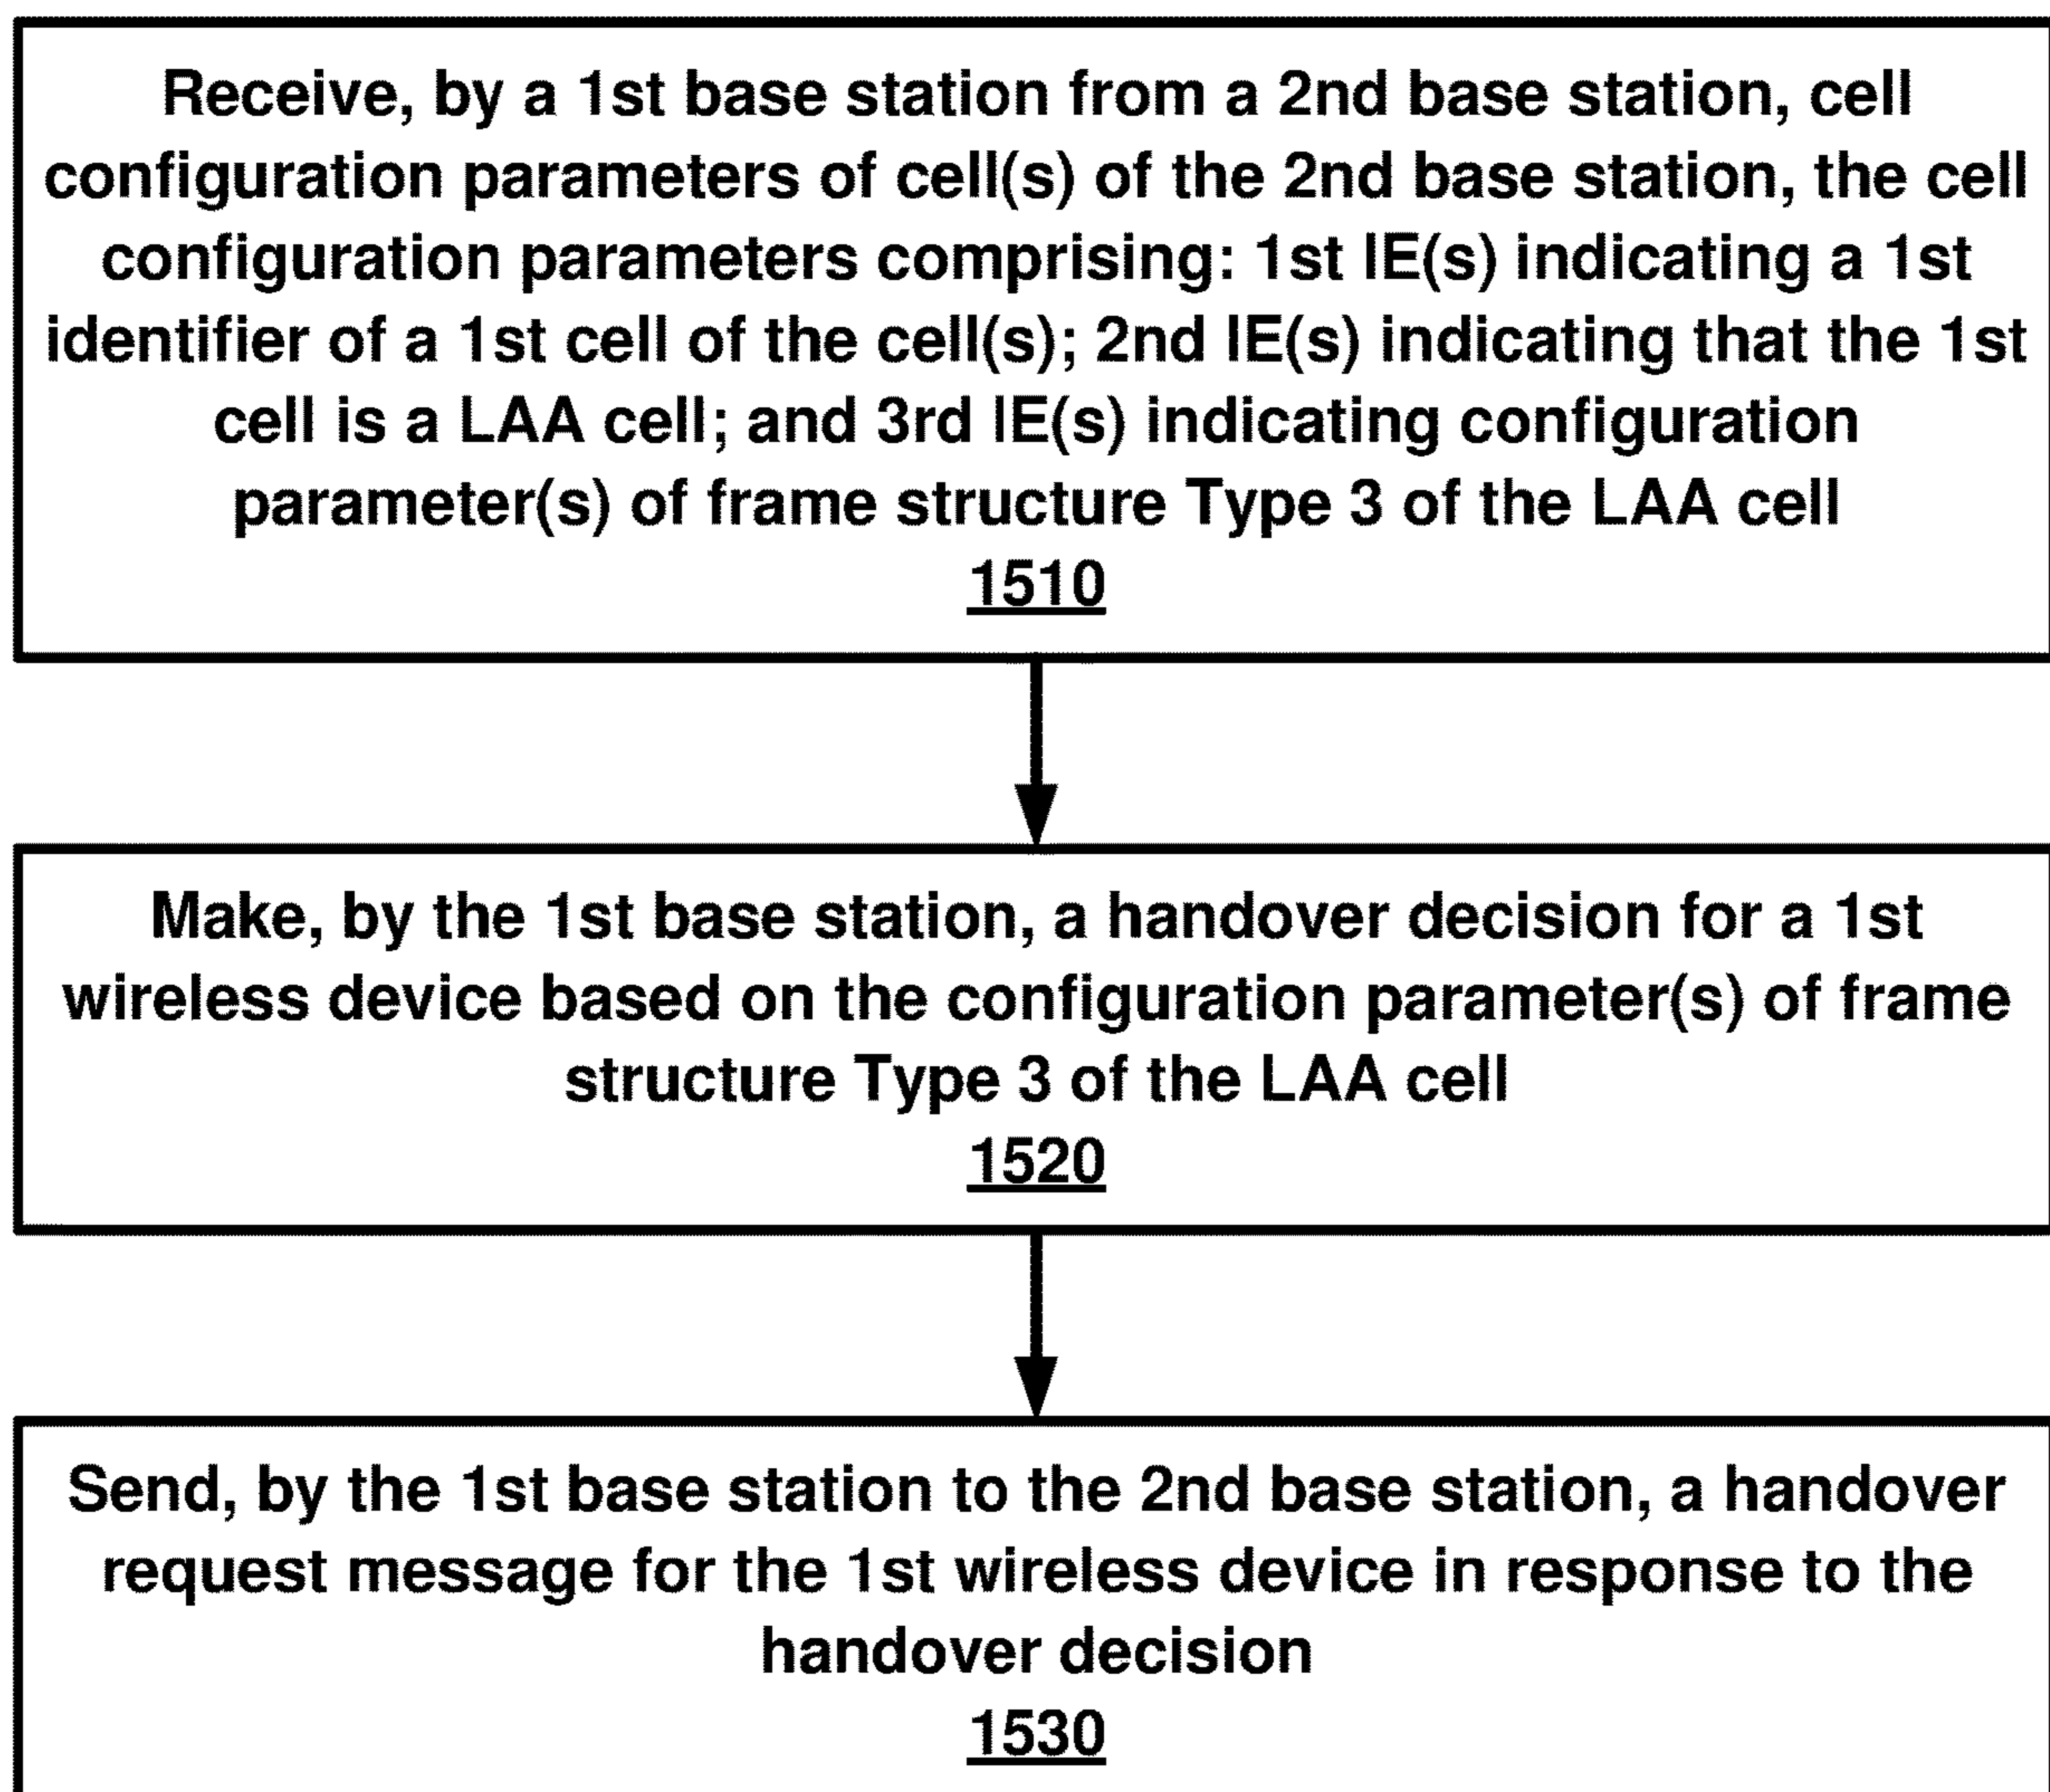 Receive, by a 1st base station from a 2nd base station, cell
configuration parameters of cell(s) of the 2nd base station, the cell
configuration parameters comprising: 1st IE(s) indicating a 1st
identifier of a 1st cell of the cell(s); 2nd IE(s) indicating that the 1st
cell is a LAA cell; and 3rd IE(s) indicating configuration
parameter(s) of frame structure Type 3 of the LAA cell
1510
Make, by the 1st base station, a handover decision for a 1st
wireless device based on the configuration parameter(s) of frame
structure Type 3 of the LAA cell
1520
Send, by the 1st base station to the 2nd base station, a handover
request message for the 1st wireless device in response to the
handover decision
1530